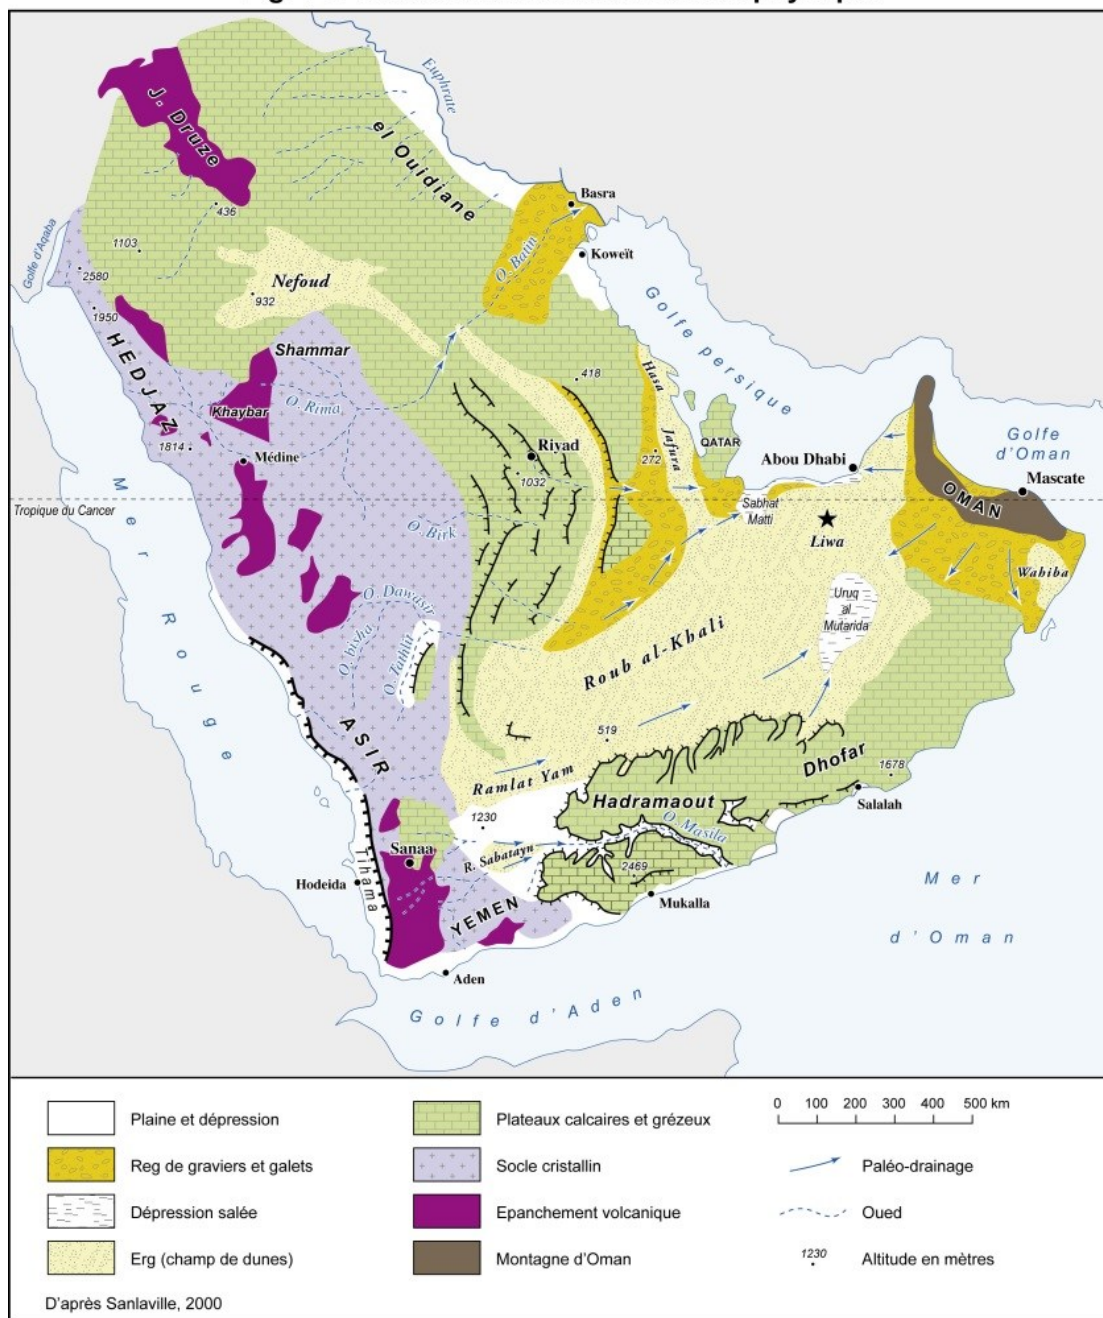 Euphrate
J. Druze
el Ouidiane
436
Basra
1103
Golfe d'Aqaba
O. Batin
Koweït
2580
Nefoud
932
1950
Golfe persique
HEDJAZ
Shammar
418
Hasa
Khaybar
O. Rima
Jafura
QATAR
Golfe
d'Oman
1814
Médine
Riyad
272
Abou Dhabi
1032
Mascate
Tropique du Cancer
Sabhat
Matti
OMAN
Mer Rouge
O. Birk
Liwa
Wahiba
O. Dawasir
Uruq
al
Mutarida
O. bisha
O. Tathlit
Roub al-Khali
ASIR
519
Dhofar
1678
Ramlat Yam
Hadramaout
Salalah
1230
O. Masila
Sanaa
R. Sabatayn
2469
Tihama
Hodeida
Mukalla
YEMEN
Mer
d'Oman
Aden
Golfe d'Aden
Plaine et dépression
Reg de graviers et galets
Dépression salée
Erg (champ de dunes)
Plateaux calcaires et grézeux
Socle cristallin
Epanchement volcanique
Montagne d'Oman
0 100 200 300 400 500 km
Paléo-drainage
Oued
1230
Altitude en mètres
D'après Sanlaville, 2000